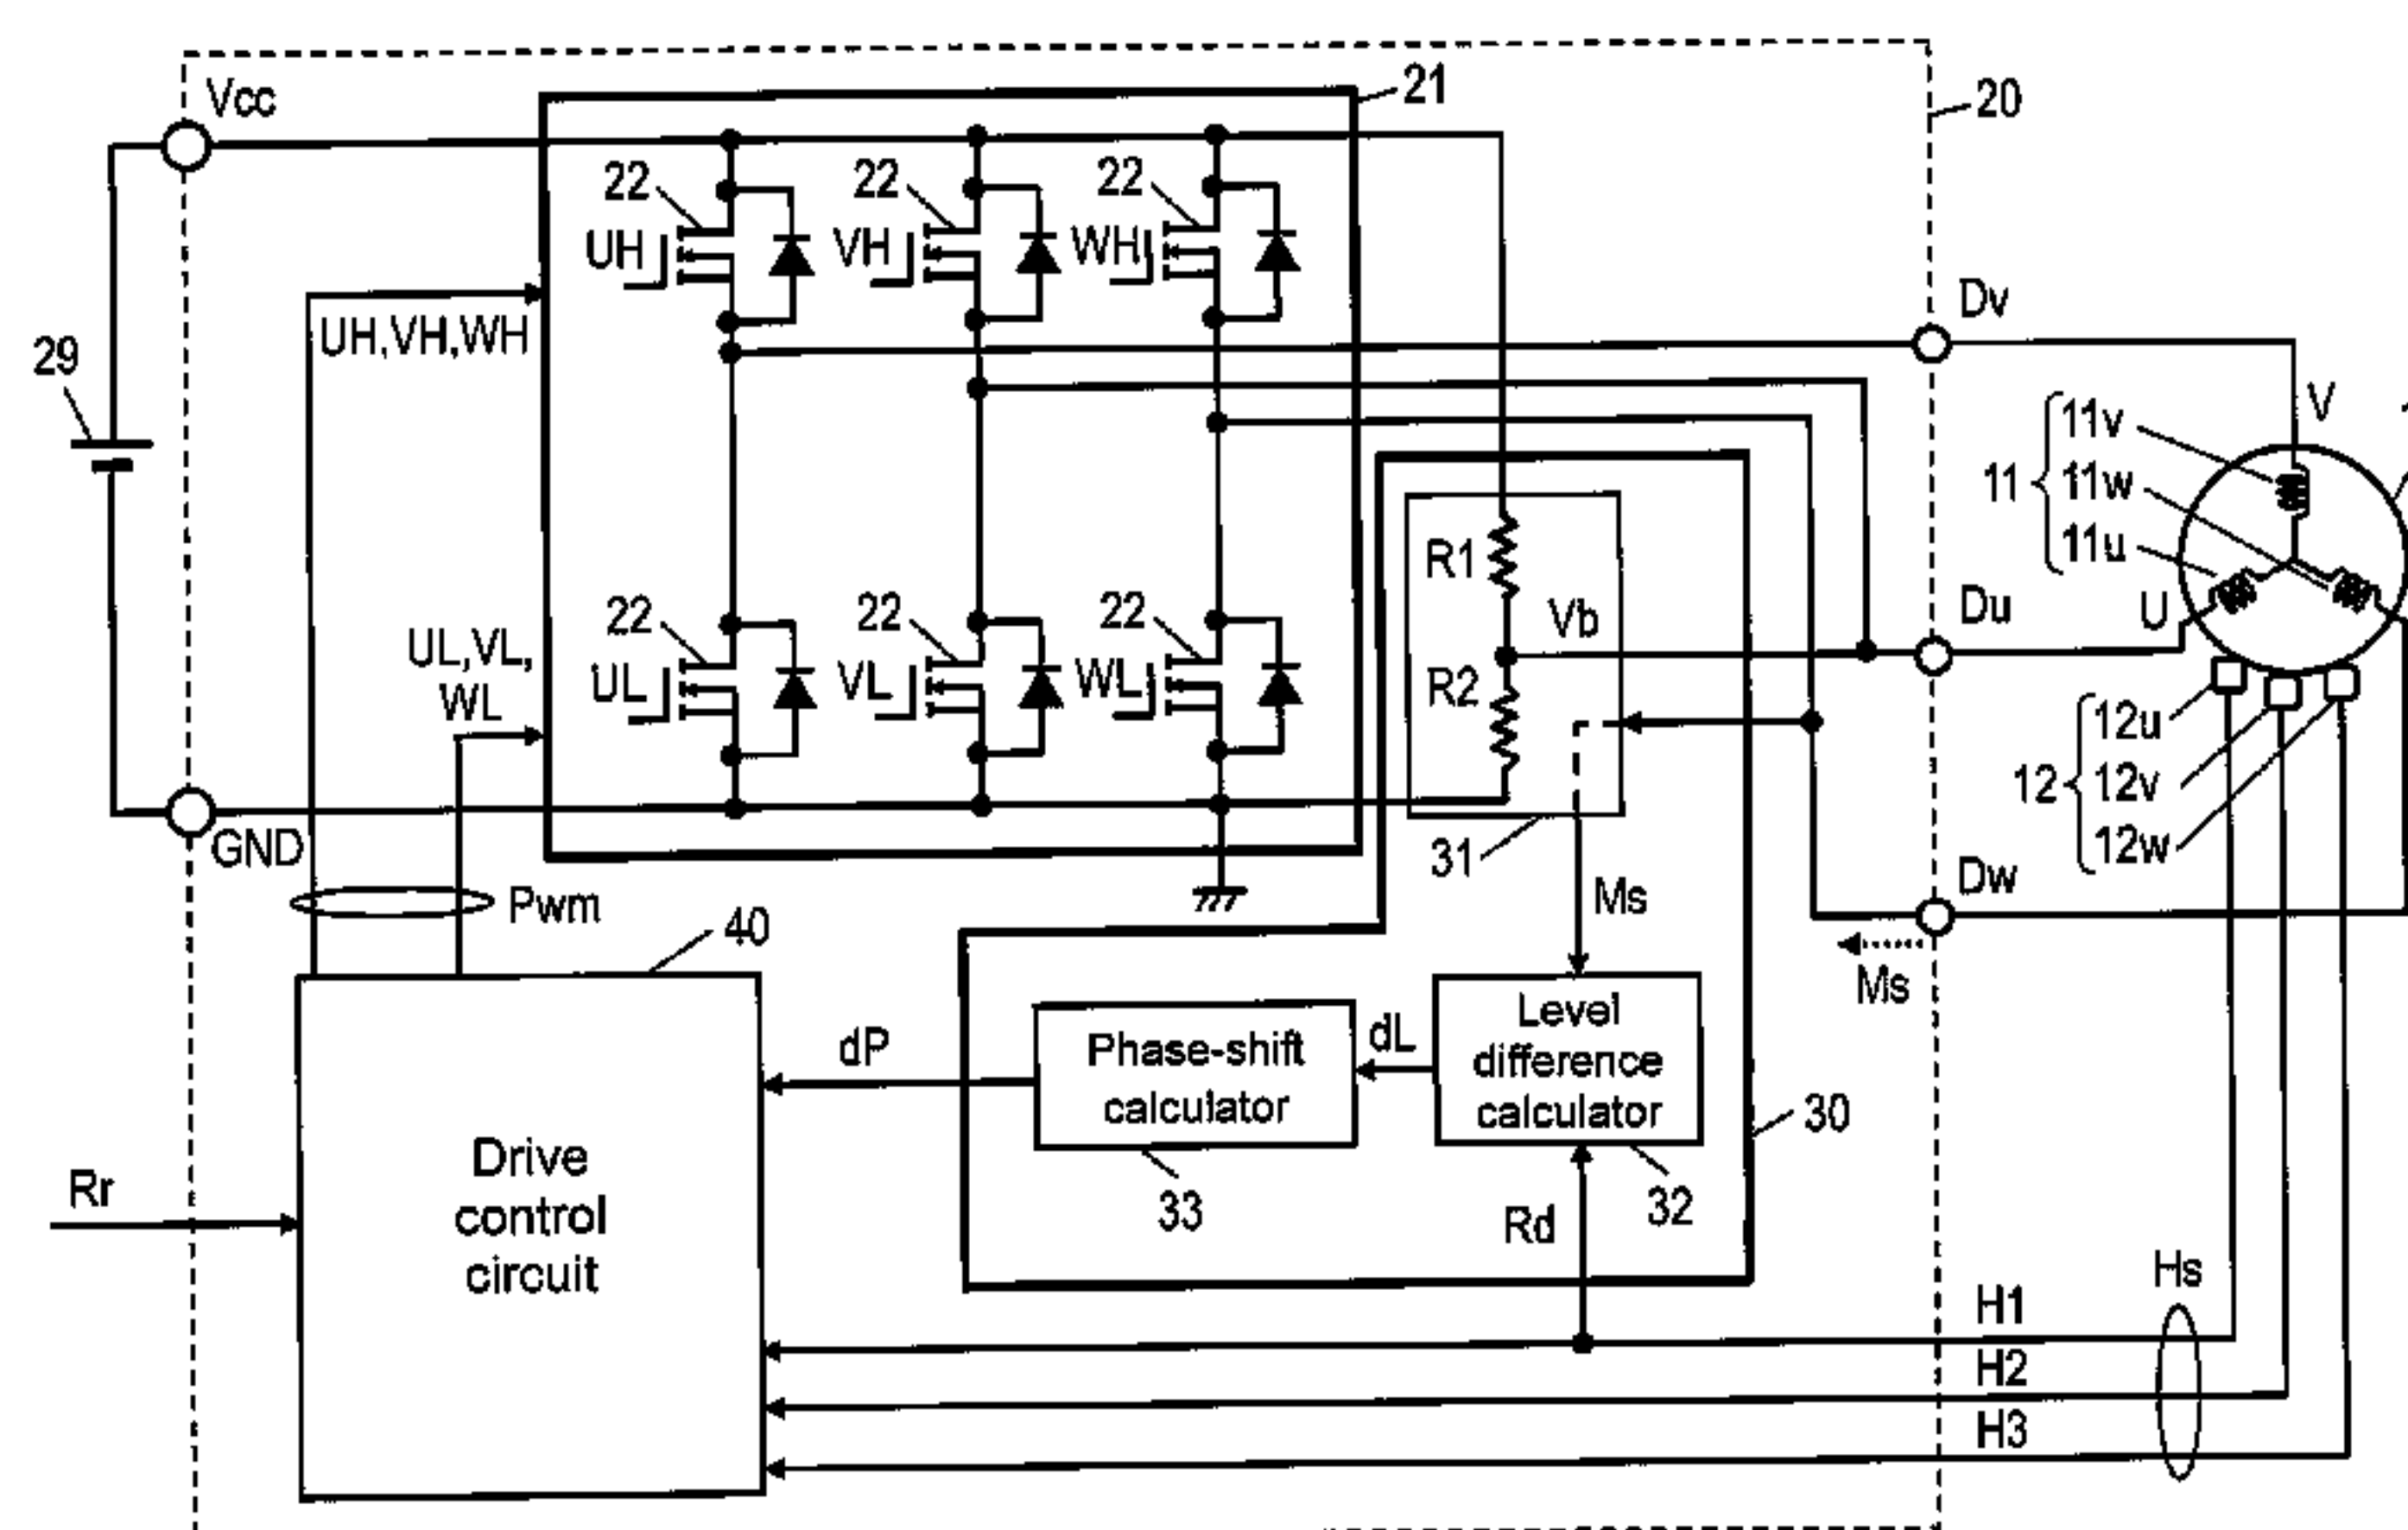 Vcc
21
20
22
22
22
UH
VH
WH
Dv
UH,VH,WH
29
V
11v
11
11w
11u
R1
Vb
Du
U
22
22
22
UL,VL,
WL
UL
VL
WL
R2
12u
12
12v
12w
GND
31
Dw
Pwm
Ms
40
Ms
Level
difference
calculator
dL
Phase-shift
calculator
dP
30
Drive
control
circuit
Rr
33
Rd
32
Hs
H1
H2
H3